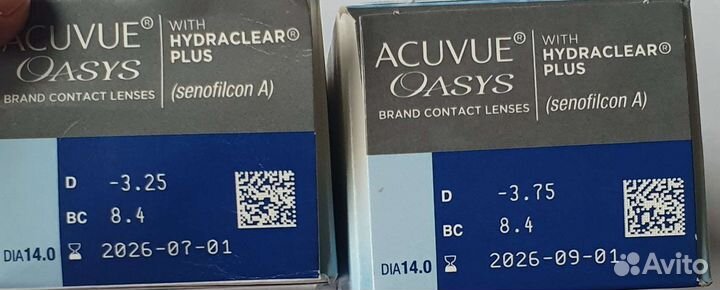 ACUVUE®
OASYS
BRAND CONTACT LENSES
WITH
HYDRACLEAR®
PLUS
(senofilcon A)
D -3.25
BC 8.4
DIA14.0
2026-07-01
ACUVUE®
OASYS
BRAND CONTACT LENSES
WITH
HYDRACLEAR®
PLUS
(senofilcon A)
D -3.75
BC 8.4
DIA14.0
2026-09-01
Avito